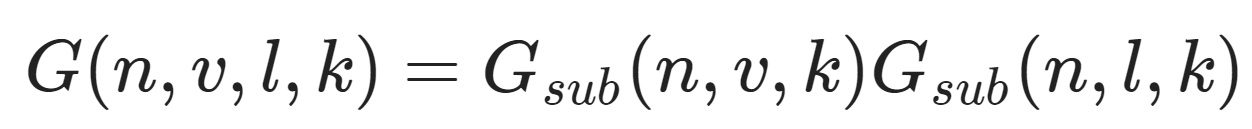 G(n, v, l, k) = G_{sub}(n, v, k)G_{sub}(n, l, k)